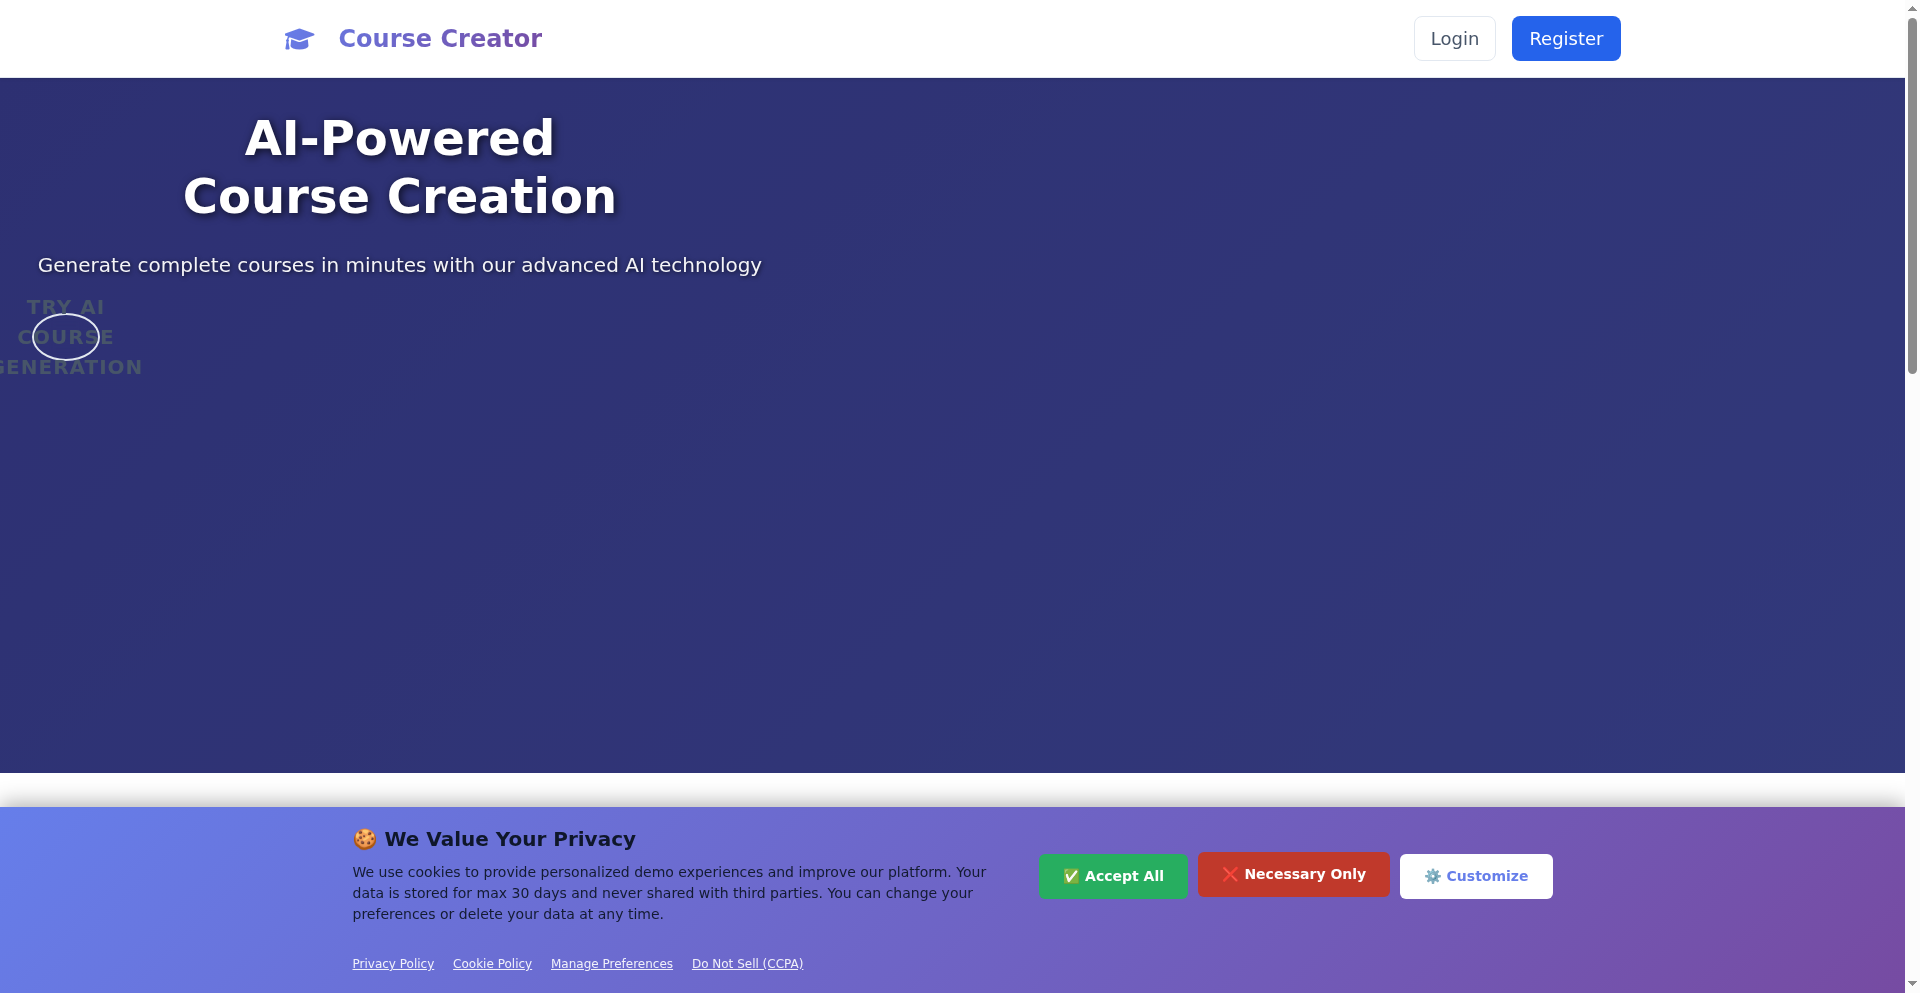 Course Creator
Login
Register
AI-Powered
Course Creation
Generate complete courses in minutes with our advanced AI technology
TRY AI
COURSE
GENERATION
🍪 We Value Your Privacy
We use cookies to provide personalized demo experiences and improve our platform. Your
data is stored for max 30 days and never shared with third parties. You can change your
preferences or delete your data at any time.
✅ Accept All
❌ Necessary Only
⚙️ Customize
Privacy Policy
Cookie Policy
Manage Preferences
Do Not Sell (CCPA)